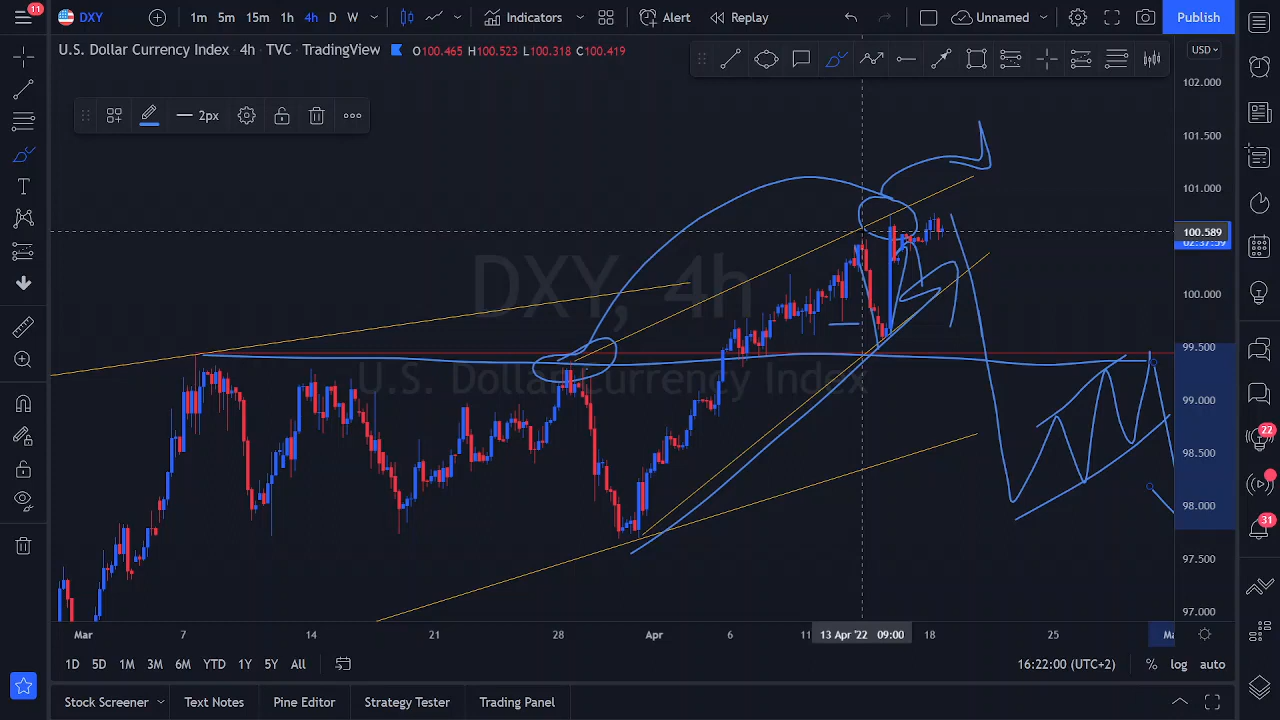 11 DXY 1m 5m 15m 1h 4h D W Indicators Alert Replay Unnamed Publish
U.S. Dollar Currency Index · 4h · TVC · TradingView O100.465 H100.523 L100.318 C100.419 USD
2px
102.000
101.500
101.000
100.589
02:37:59
DXY, 4h
100.000
99.500
U.S. Dollar Currency Index
99.000
98.500
98.000
97.500
97.000
22
31
Mar 7 14 21 28 Apr 6 11 13 Apr '22 09:00 18 25 Ma
1D 5D 1M 3M 6M YTD 1Y 5Y All 16:22:00 (UTC+2) % log auto
Stock Screener Text Notes Pine Editor Strategy Tester Trading Panel